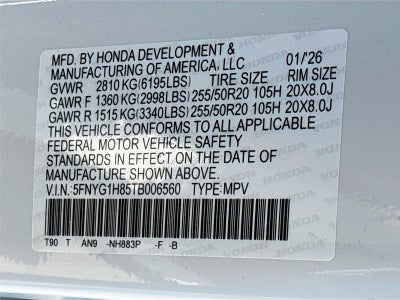 MFD. BY HONDA DEVELOPMENT &
MANUFACTURING OF AMERICA, LLC 01/'26
GVWR 2810 KG(6195LBS) TIRE SIZE RIM SIZE
GAWR F 1360 KG(2998LBS) 255/50R20 105H 20X8.0J
GAWR R 1515 KG(3340LBS) 255/50R20 105H 20X8.0J
THIS VEHICLE CONFORMS TO ALL APPLICABLE
FEDERAL MOTOR VEHICLE SAFETY
STANDARDS IN EFFECT ON THE DATE OF
MANUFACTURE SHOWN ABOVE.
V.I.N.: 5FNYG1H85TB006560 TYPE: MPV
T90 T AN9 -NH883P -F -B